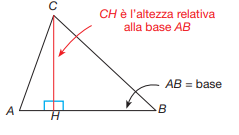 C
CH è l'altezza relativa
alla base AB
AB = base
A
H
B